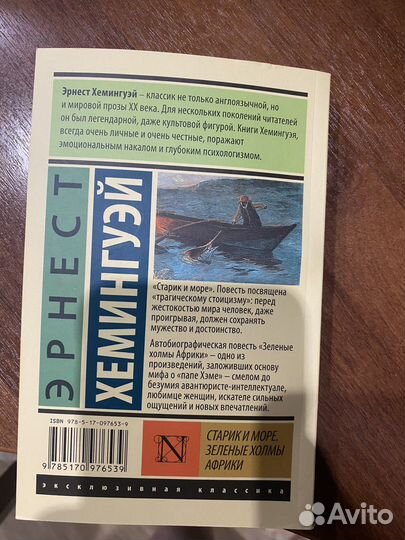 Эрнест Хемингуэй – классик не только англоязычной, но
и мировой прозы XX века. Для нескольких поколений читателей
он был легендарной, даже культовой фигурой. Книги Хемингуэя,
всегда очень личные и очень честные, поражают
эмоциональным накалом и глубоким психологизмом.
ЭРНЕСТ
ХЕМИНГУЭЙ
«Старик и море». Повесть посвящена
«трагическому стоицизму»: перед
жестокостью мира человек, даже
проигрывая, должен сохранять
мужество и достоинство.
Автобиографическая повесть «Зеленые
холмы Африки» – одно из
произведений, заложивших основу
мифа о «папе Хэме» – смелом до
безумия авантюристе-интеллектуале,
любимце женщин, искателе сильных
ощущений и новых впечатлений.
ISBN 978-5-17-097653-9
9 785170 976539
N
СТАРИК И МОРЕ.
ЗЕЛЕНЫЕ ХОЛМЫ
АФРИКИ
эксклюзивная классика
Avito